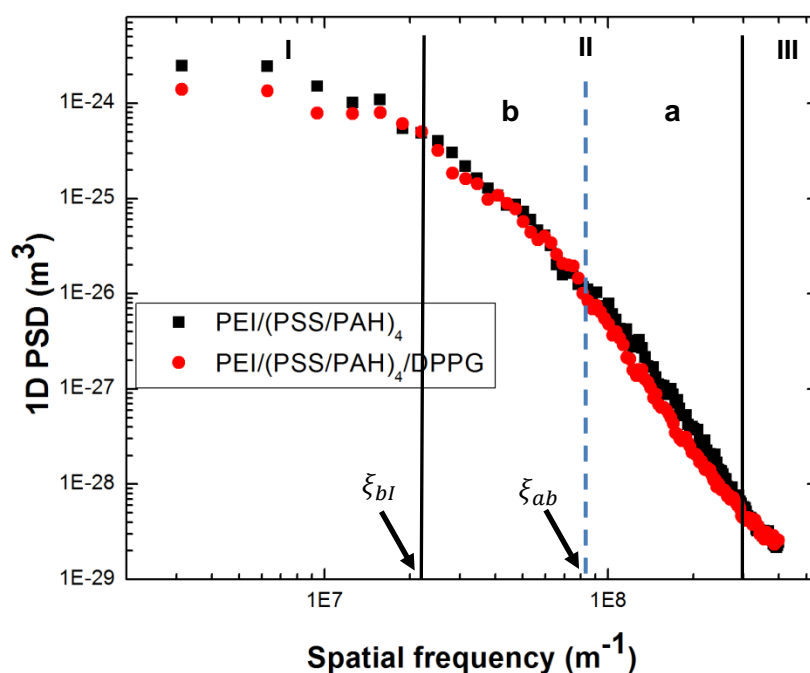 I
II
III
b
a
1E-24
1E-25
1E-26
1E-27
1E-28
1E-29
1D PSD (m³)
PEI/(PSS/PAH)₄
PEI/(PSS/PAH)₄/DPPG
ξbI
ξab
1E7
1E8
Spatial frequency (m⁻¹)